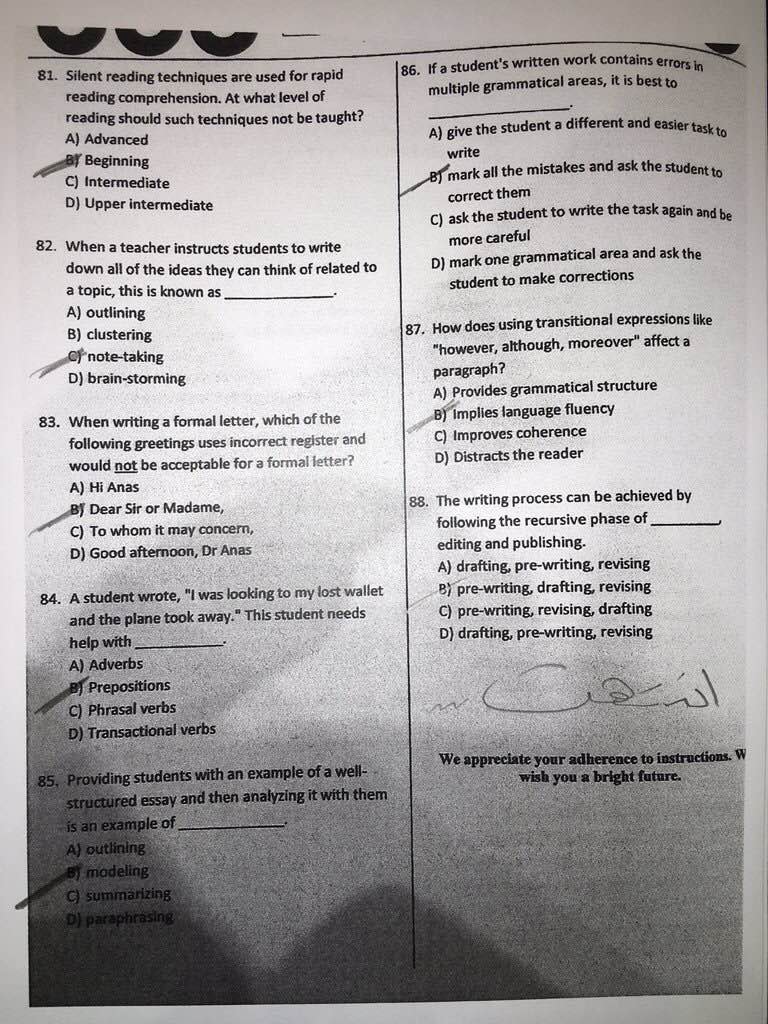 81. Silent reading techniques are used for rapid
reading comprehension. At what level of
reading should such techniques not be taught?
A) Advanced
B) Beginning
C) Intermediate
D) Upper intermediate
82. When a teacher instructs students to write
down all of the ideas they can think of related to
a topic, this is known as ______________.
A) outlining
B) clustering
C) note-taking
D) brain-storming
83. When writing a formal letter, which of the
following greetings uses incorrect register and
would not be acceptable for a formal letter?
A) Hi Anas
B) Dear Sir or Madame,
C) To whom it may concern,
D) Good afternoon, Dr Anas
84. A student wrote, "I was looking to my lost wallet
and the plane took away." This student needs
help with ____________.
A) Adverbs
B) Prepositions
C) Phrasal verbs
D) Transactional verbs
85. Providing students with an example of a well-
structured essay and then analyzing it with them
is an example of ______________.
A) outlining
B) modeling
C) summarizing
D) paraphrasing
86. If a student's written work contains errors in
multiple grammatical areas, it is best to
__________________.
A) give the student a different and easier task to
write
B) mark all the mistakes and ask the student to
correct them
C) ask the student to write the task again and be
more careful
D) mark one grammatical area and ask the
student to make corrections
87. How does using transitional expressions like
"however, although, moreover" affect a
paragraph?
A) Provides grammatical structure
B) Implies language fluency
C) Improves coherence
D) Distracts the reader
88. The writing process can be achieved by
following the recursive phase of _________,
editing and publishing.
A) drafting, pre-writing, revising
B) pre-writing, drafting, revising
C) pre-writing, revising, drafting
D) drafting, pre-writing, revising
انتهت
We appreciate your adherence to instructions. W
wish you a bright future.